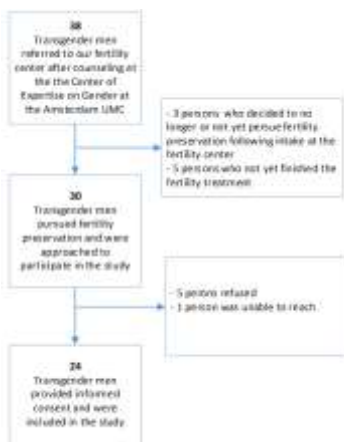 38
Transgender men
referred to our fertility
center after counseling at
the the Center of
Expertise on Gender at
the Amsterdam UMC
- 3 persons who decided to no
longer or not yet persue fertility
preservation following intake at the
fertility center
- 5 persons who not yet finished the
fertility treatment
30
Transgender men
pursued fertility
preservation and were
approached to
participate in the study
- 5 persons refused
- 1 person was unable to reach
24
Transgender men
provided informed
consent and were
included in the study